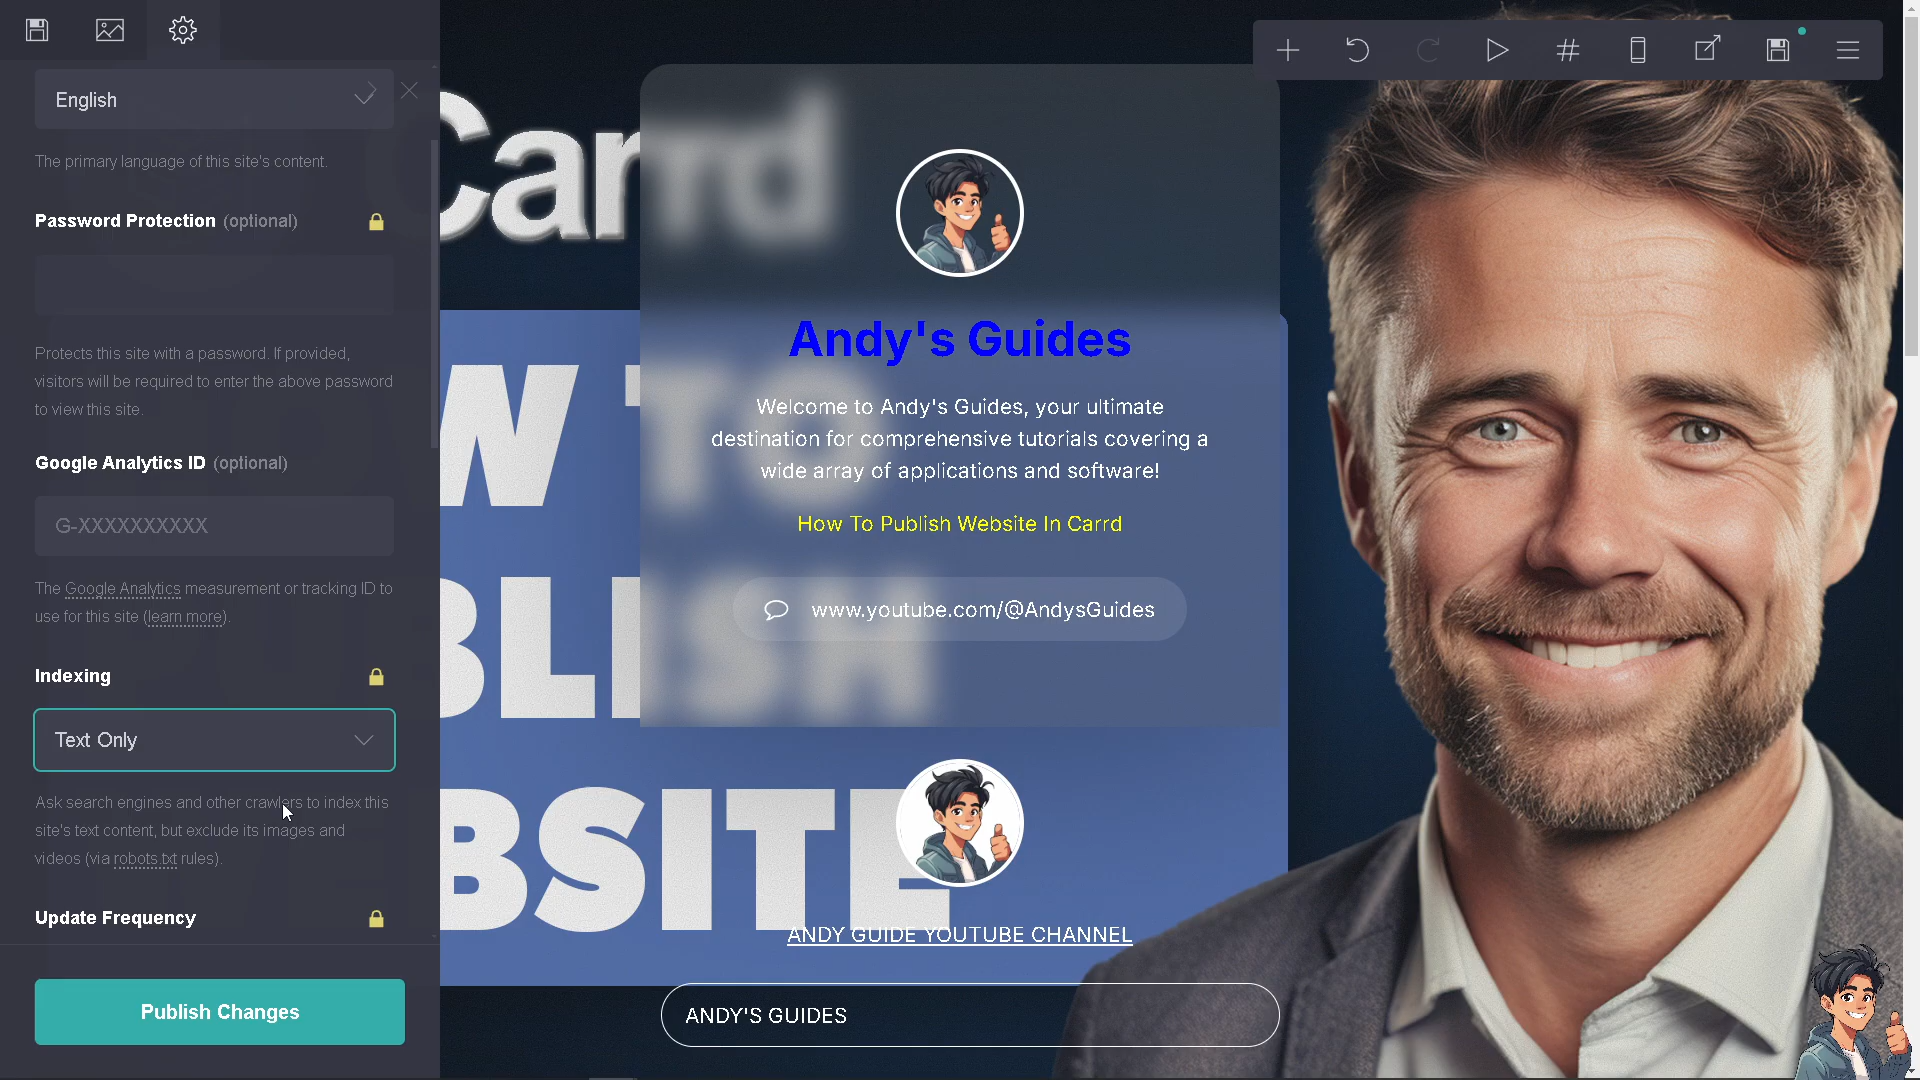 English
The primary language of this site's content.
Password Protection (optional)
Protects this site with a password. If provided,
visitors will be required to enter the above password
to view this site.
Google Analytics ID (optional)
G-XXXXXXXXXX
The Google Analytics measurement or tracking ID to
use for this site (learn more).
Indexing
Text Only
Ask search engines and other crawlers to index this
site's text content, but exclude its images and
videos (via robots.txt rules).
Update Frequency
Publish Changes
Carrd
W TO
BLISH
BSITE
Andy's Guides
Welcome to Andy's Guides, your ultimate
destination for comprehensive tutorials covering a
wide array of applications and software!
How To Publish Website In Carrd
www.youtube.com/@AndysGuides
ANDY GUIDE YOUTUBE CHANNEL
ANDY'S GUIDES